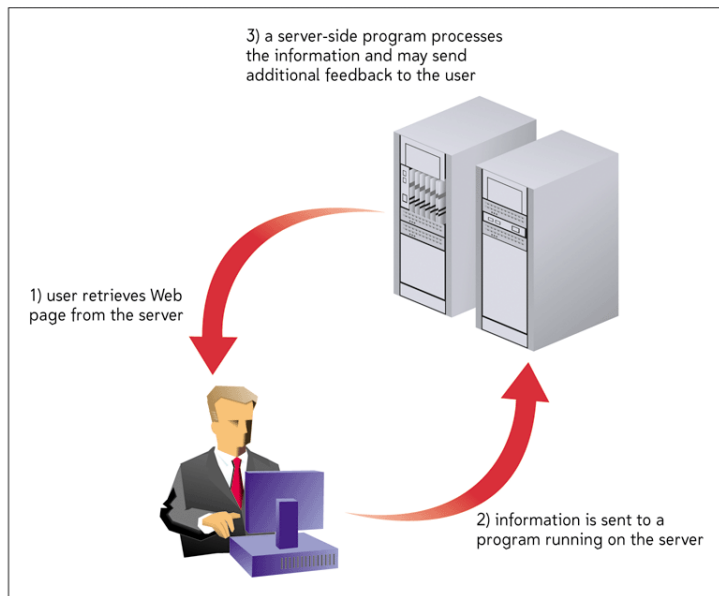 3) a server-side program processes
the information and may send
additional feedback to the user
1) user retrieves Web
page from the server
2) information is sent to a
program running on the server